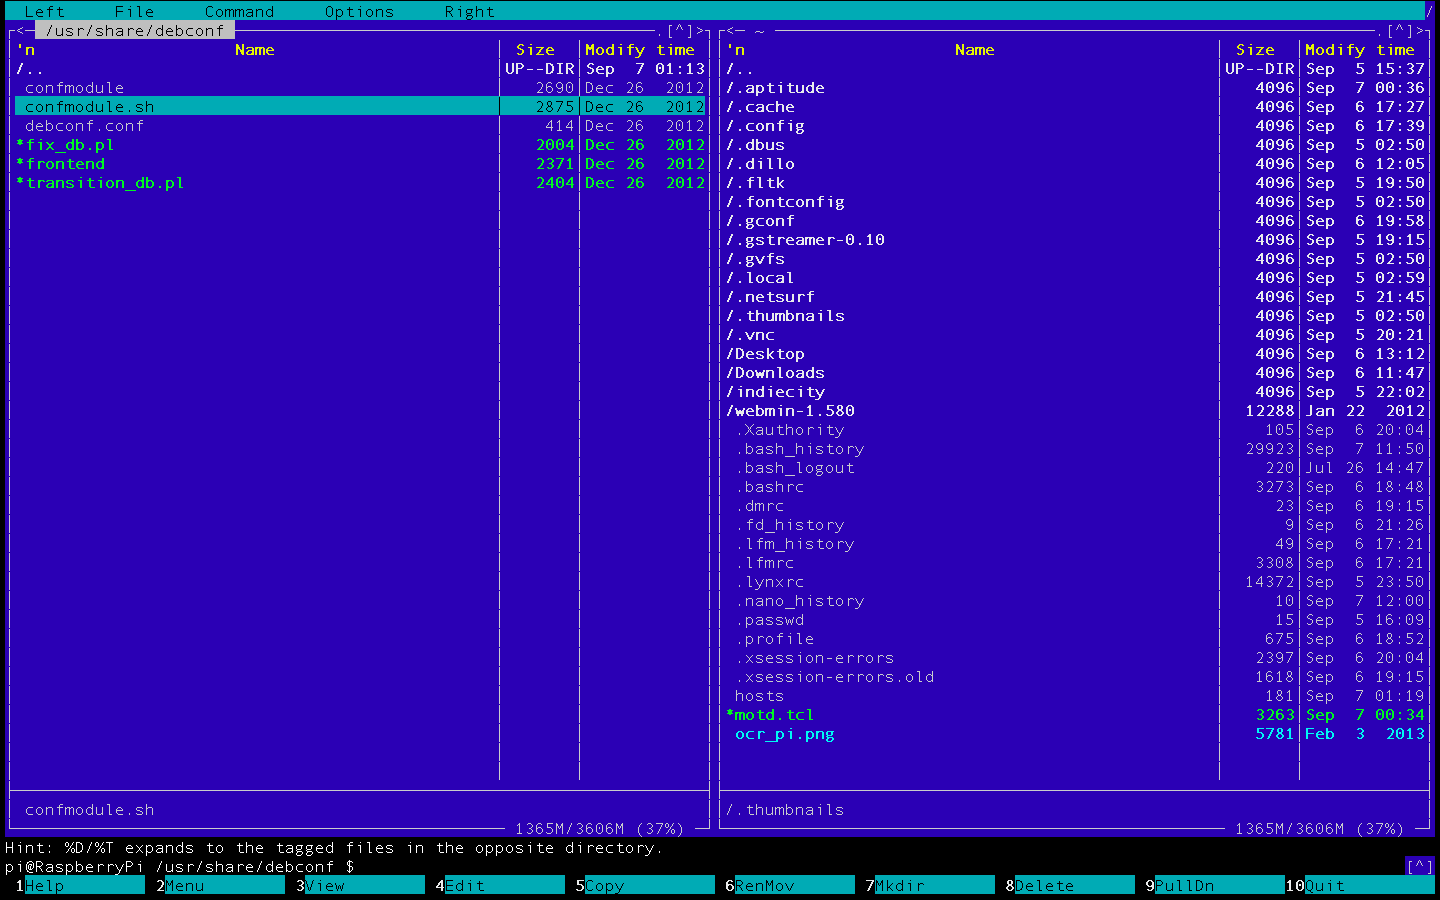 Left File Command Options Right /
<─ /usr/share/debconf .[^]>
'n Name Size Modify time
/.. UP--DIR Sep 7 01:13
confmodule 2690 Dec 26 2012
confmodule.sh 2875 Dec 26 2012
debconf.conf 414 Dec 26 2012
*fix_db.pl 2004 Dec 26 2012
*frontend 2371 Dec 26 2012
*transition_db.pl 2404 Dec 26 2012
confmodule.sh
1365M/3606M (37%)
<─ ~ .[^]>
'n Name Size Modify time
/.. UP--DIR Sep 5 15:37
/.aptitude 4096 Sep 7 00:36
/.cache 4096 Sep 6 17:27
/.config 4096 Sep 6 17:39
/.dbus 4096 Sep 5 02:50
/.dillo 4096 Sep 6 12:05
/.fltk 4096 Sep 5 19:50
/.fontconfig 4096 Sep 5 02:50
/.gconf 4096 Sep 6 19:58
/.gstreamer-0.10 4096 Sep 5 19:15
/.gvfs 4096 Sep 5 02:50
/.local 4096 Sep 5 02:59
/.netsurf 4096 Sep 5 21:45
/.thumbnails 4096 Sep 5 02:50
/.vnc 4096 Sep 5 20:21
/Desktop 4096 Sep 6 13:12
/Downloads 4096 Sep 6 11:47
/indiecity 4096 Sep 5 22:02
/webmin-1.580 12288 Jan 22 2012
.Xauthority 105 Sep 6 20:04
.bash_history 29923 Sep 7 11:50
.bash_logout 220 Jul 26 14:47
.bashrc 3273 Sep 6 18:48
.dmrc 23 Sep 6 19:15
.fd_history 9 Sep 6 21:26
.lfm_history 49 Sep 6 17:21
.lfmrc 3308 Sep 6 17:21
.lynxrc 14372 Sep 5 23:50
.nano_history 10 Sep 7 12:00
.passwd 15 Sep 5 16:09
.profile 675 Sep 6 18:52
.xsession-errors 2397 Sep 6 20:04
.xsession-errors.old 1618 Sep 6 19:15
hosts 181 Sep 7 01:19
*motd.tcl 3263 Sep 7 00:34
ocr_pi.png 5781 Feb 3 2013
/.thumbnails
1365M/3606M (37%)
Hint: %D/%T expands to the tagged files in the opposite directory.
pi@RaspberryPi /usr/share/debconf $ [^]
1Help 2Menu 3View 4Edit 5Copy 6RenMov 7Mkdir 8Delete 9PullDn 10Quit